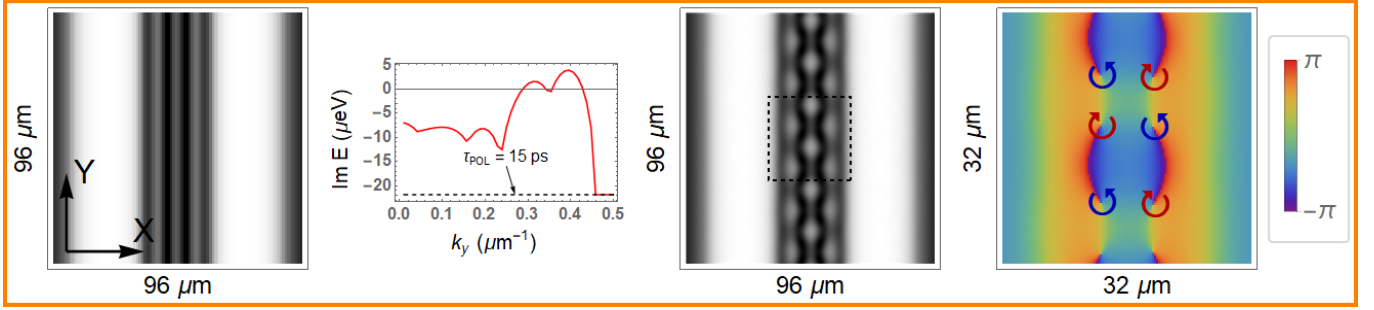 96 µm
Y
X
96 µm
Im E (µeV)
5
0
−5
−10
−15
−20
τPOL = 15 ps
0.0 0.1 0.2 0.3 0.4 0.5
ky (µm−1)
96 µm
96 µm
32 µm
32 µm
π
−π